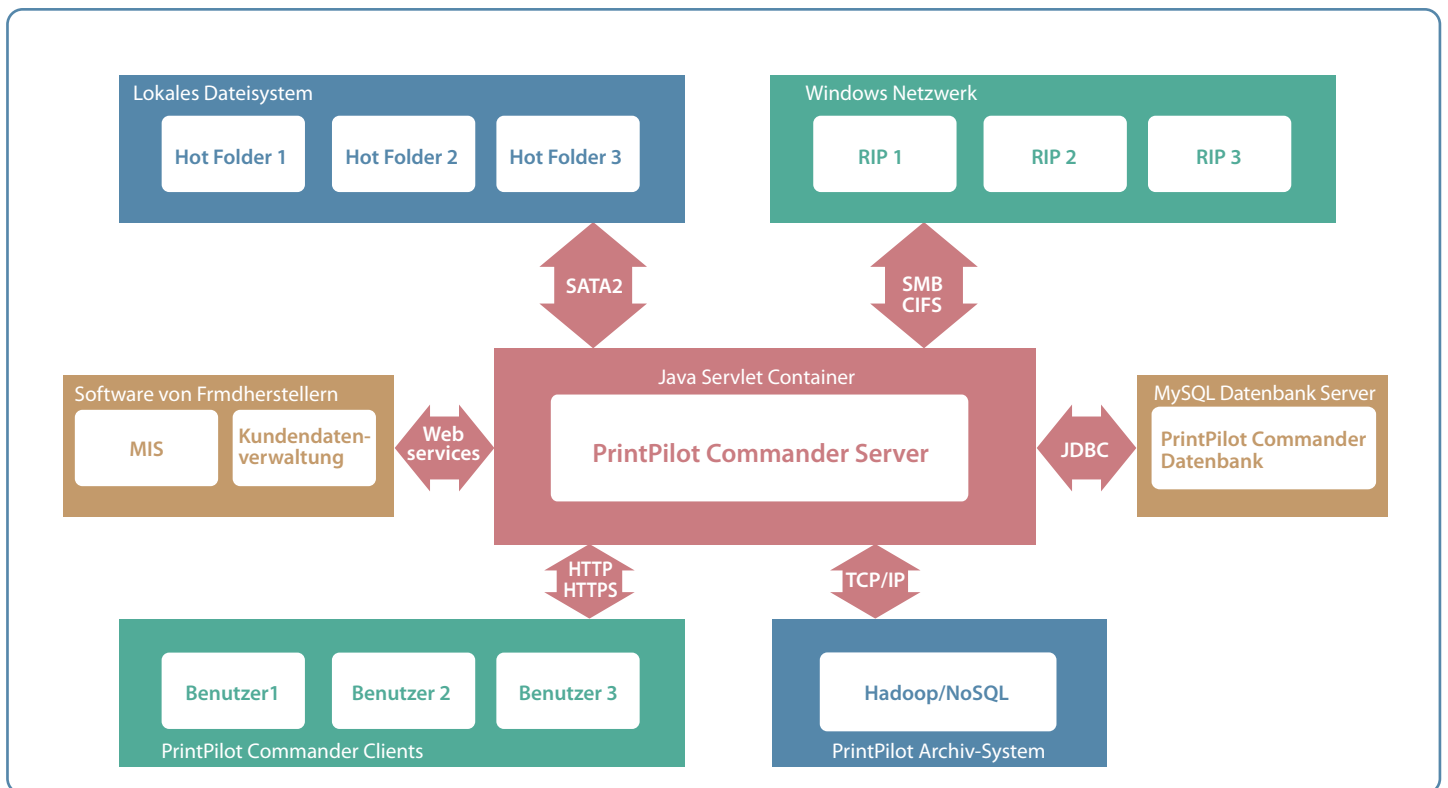 Lokales Dateisystem
Hot Folder 1
Hot Folder 2
Hot Folder 3
Windows Netzwerk
RIP 1
RIP 2
RIP 3
SATA2
SMB
CIFS
Software von Frmdherstellern
MIS
Kundendaten-
verwaltung
Web
services
Java Servlet Container
PrintPilot Commander Server
JDBC
MySQL Datenbank Server
PrintPilot Commander
Datenbank
HTTP
HTTPS
TCP/IP
Benutzer1
Benutzer 2
Benutzer 3
PrintPilot Commander Clients
Hadoop/NoSQL
PrintPilot Archiv-System